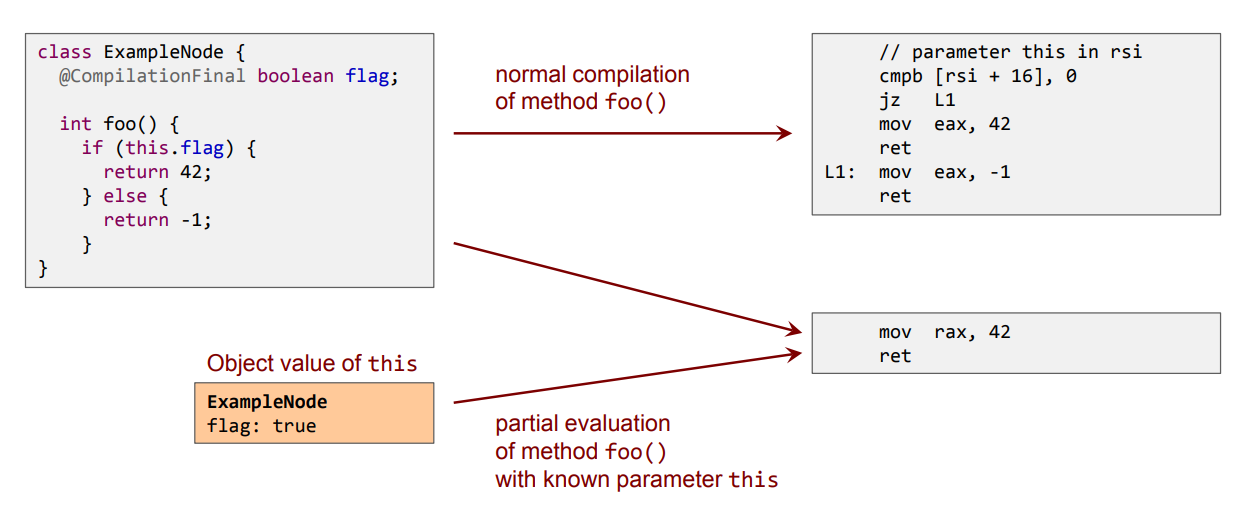 class ExampleNode {
  @CompilationFinal boolean flag;

  int foo() {
    if (this.flag) {
      return 42;
    } else {
      return -1;
    }
}
normal compilation
of method foo()
     // parameter this in rsi
     cmpb [rsi + 16], 0
     jz   L1
     mov  eax, 42
     ret
L1:  mov  eax, -1
     ret
Object value of this
ExampleNode
flag: true
partial evaluation
of method foo()
with known parameter this
     mov  rax, 42
     ret